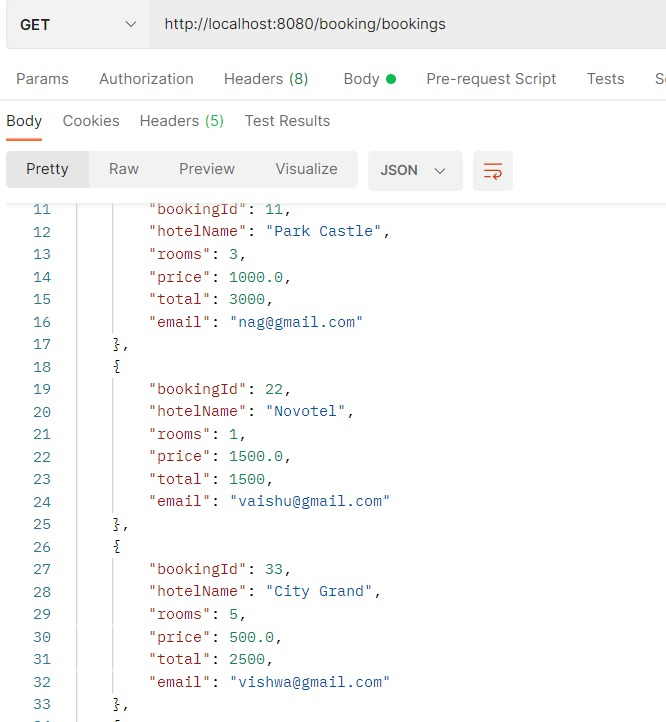 GET http://localhost:8080/booking/bookings
Params Authorization Headers (8) Body Pre-request Script Tests
Body Cookies Headers (5) Test Results
Pretty Raw Preview Visualize JSON
11 "bookingId": 11,
12 "hotelName": "Park Castle",
13 "rooms": 3,
14 "price": 1000.0,
15 "total": 3000,
16 "email": "nag@gmail.com"
17 },
18 {
19 "bookingId": 22,
20 "hotelName": "Novotel",
21 "rooms": 1,
22 "price": 1500.0,
23 "total": 1500,
24 "email": "vaishu@gmail.com"
25 },
26 {
27 "bookingId": 33,
28 "hotelName": "City Grand",
29 "rooms": 5,
30 "price": 500.0,
31 "total": 2500,
32 "email": "vishwa@gmail.com"
33 },